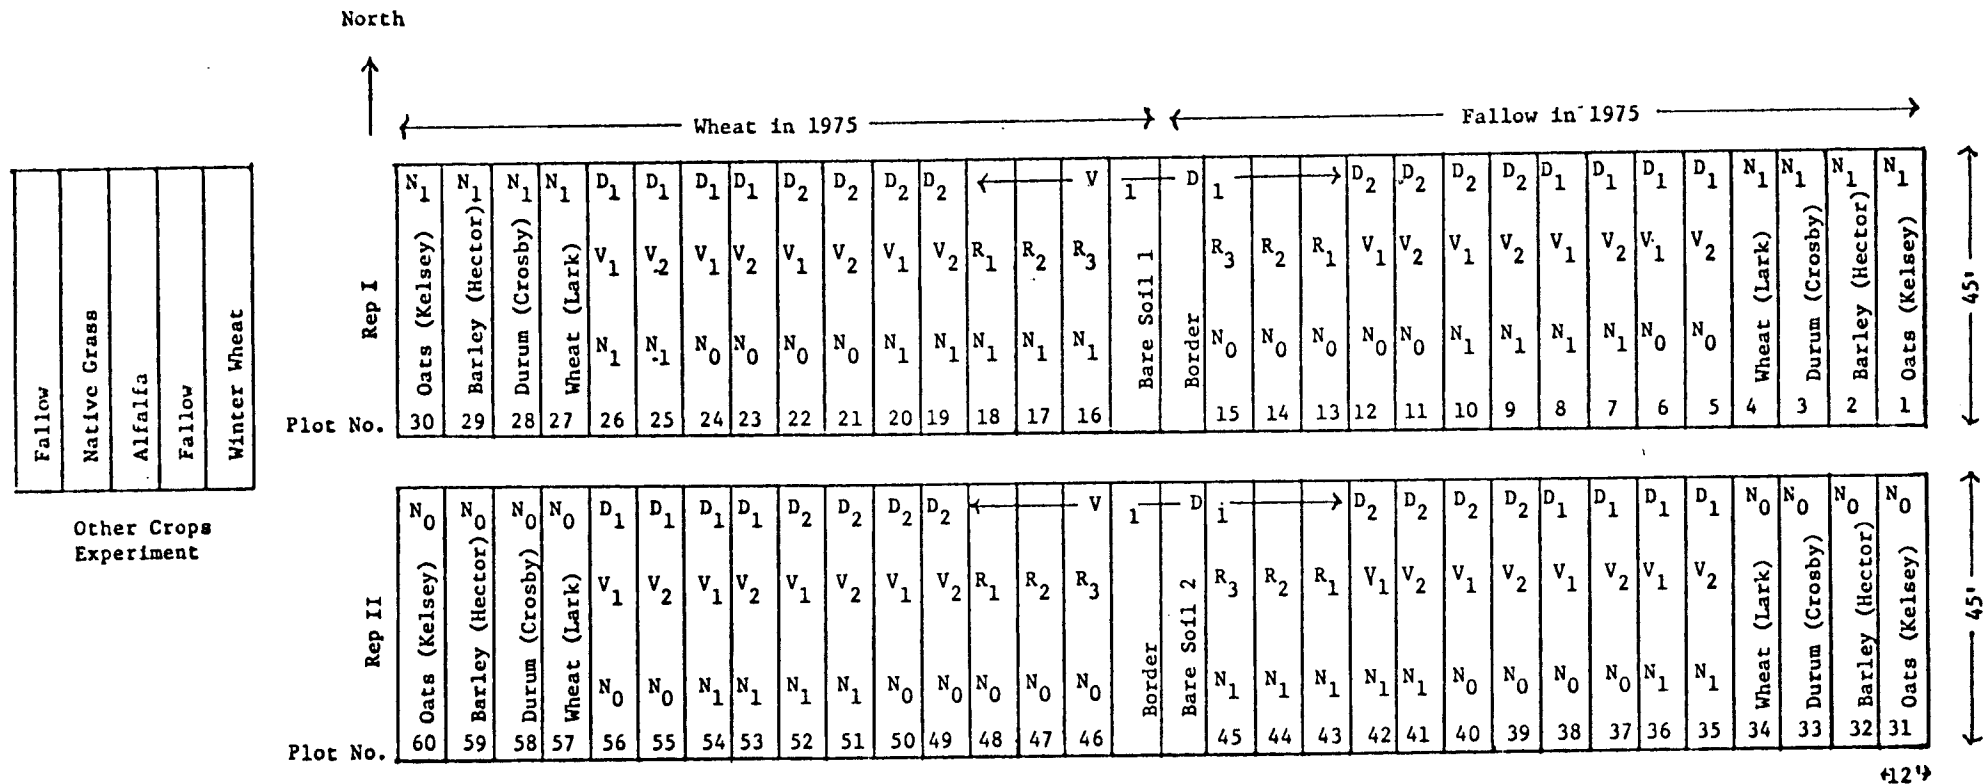 North
← Wheat in 1975 → ← Fallow in 1975 →
Fallow
Native Grass
Alfalfa
Fallow
Winter Wheat
Other Crops
Experiment
Rep I
N1 N1 N1 N1 D1 D1 D1 D1 D2 D2 D2 D2 ← V1 D1 → D2 D2 D2 D2 D1 D1 D1 D1 N1 N1 N1 N1
Oats (Kelsey) Barley (Hector) Durum (Crosby) Wheat (Lark) V1 V2 V1 V2 V1 V2 V1 V2 R1 R2 R3 Bare Soil 1 Border R3 R2 R1 V1 V2 V1 V2 V1 V2 V1 V2 Wheat (Lark) Durum (Crosby) Barley (Hector) Oats (Kelsey)
N1 N1 N0 N0 N0 N0 N1 N1 N1 N1 N1 N0 N0 N0 N0 N0 N1 N1 N1 N1 N0 N0
Plot No. 30 29 28 27 26 25 24 23 22 21 20 19 18 17 16 15 14 13 12 11 10 9 8 7 6 5 4 3 2 1
45'
Rep II
N0 N0 N0 N0 D1 D1 D1 D1 D2 D2 D2 D2 ← V1 D1 → D2 D2 D2 D2 D1 D1 D1 D1 N0 N0 N0 N0
Oats (Kelsey) Barley (Hector) Durum (Crosby) Wheat (Lark) V1 V2 V1 V2 V1 V2 V1 V2 R1 R2 R3 Border Bare Soil 2 R3 R2 R1 V1 V2 V1 V2 V1 V2 V1 V2 Wheat (Lark) Durum (Crosby) Barley (Hector) Oats (Kelsey)
N0 N0 N1 N1 N1 N1 N0 N0 N0 N0 N0 N1 N1 N1 N1 N1 N0 N0 N0 N0 N1 N1
Plot No. 60 59 58 57 56 55 54 53 52 51 50 49 48 47 46 45 44 43 42 41 40 39 38 37 36 35 34 33 32 31
45'
12'